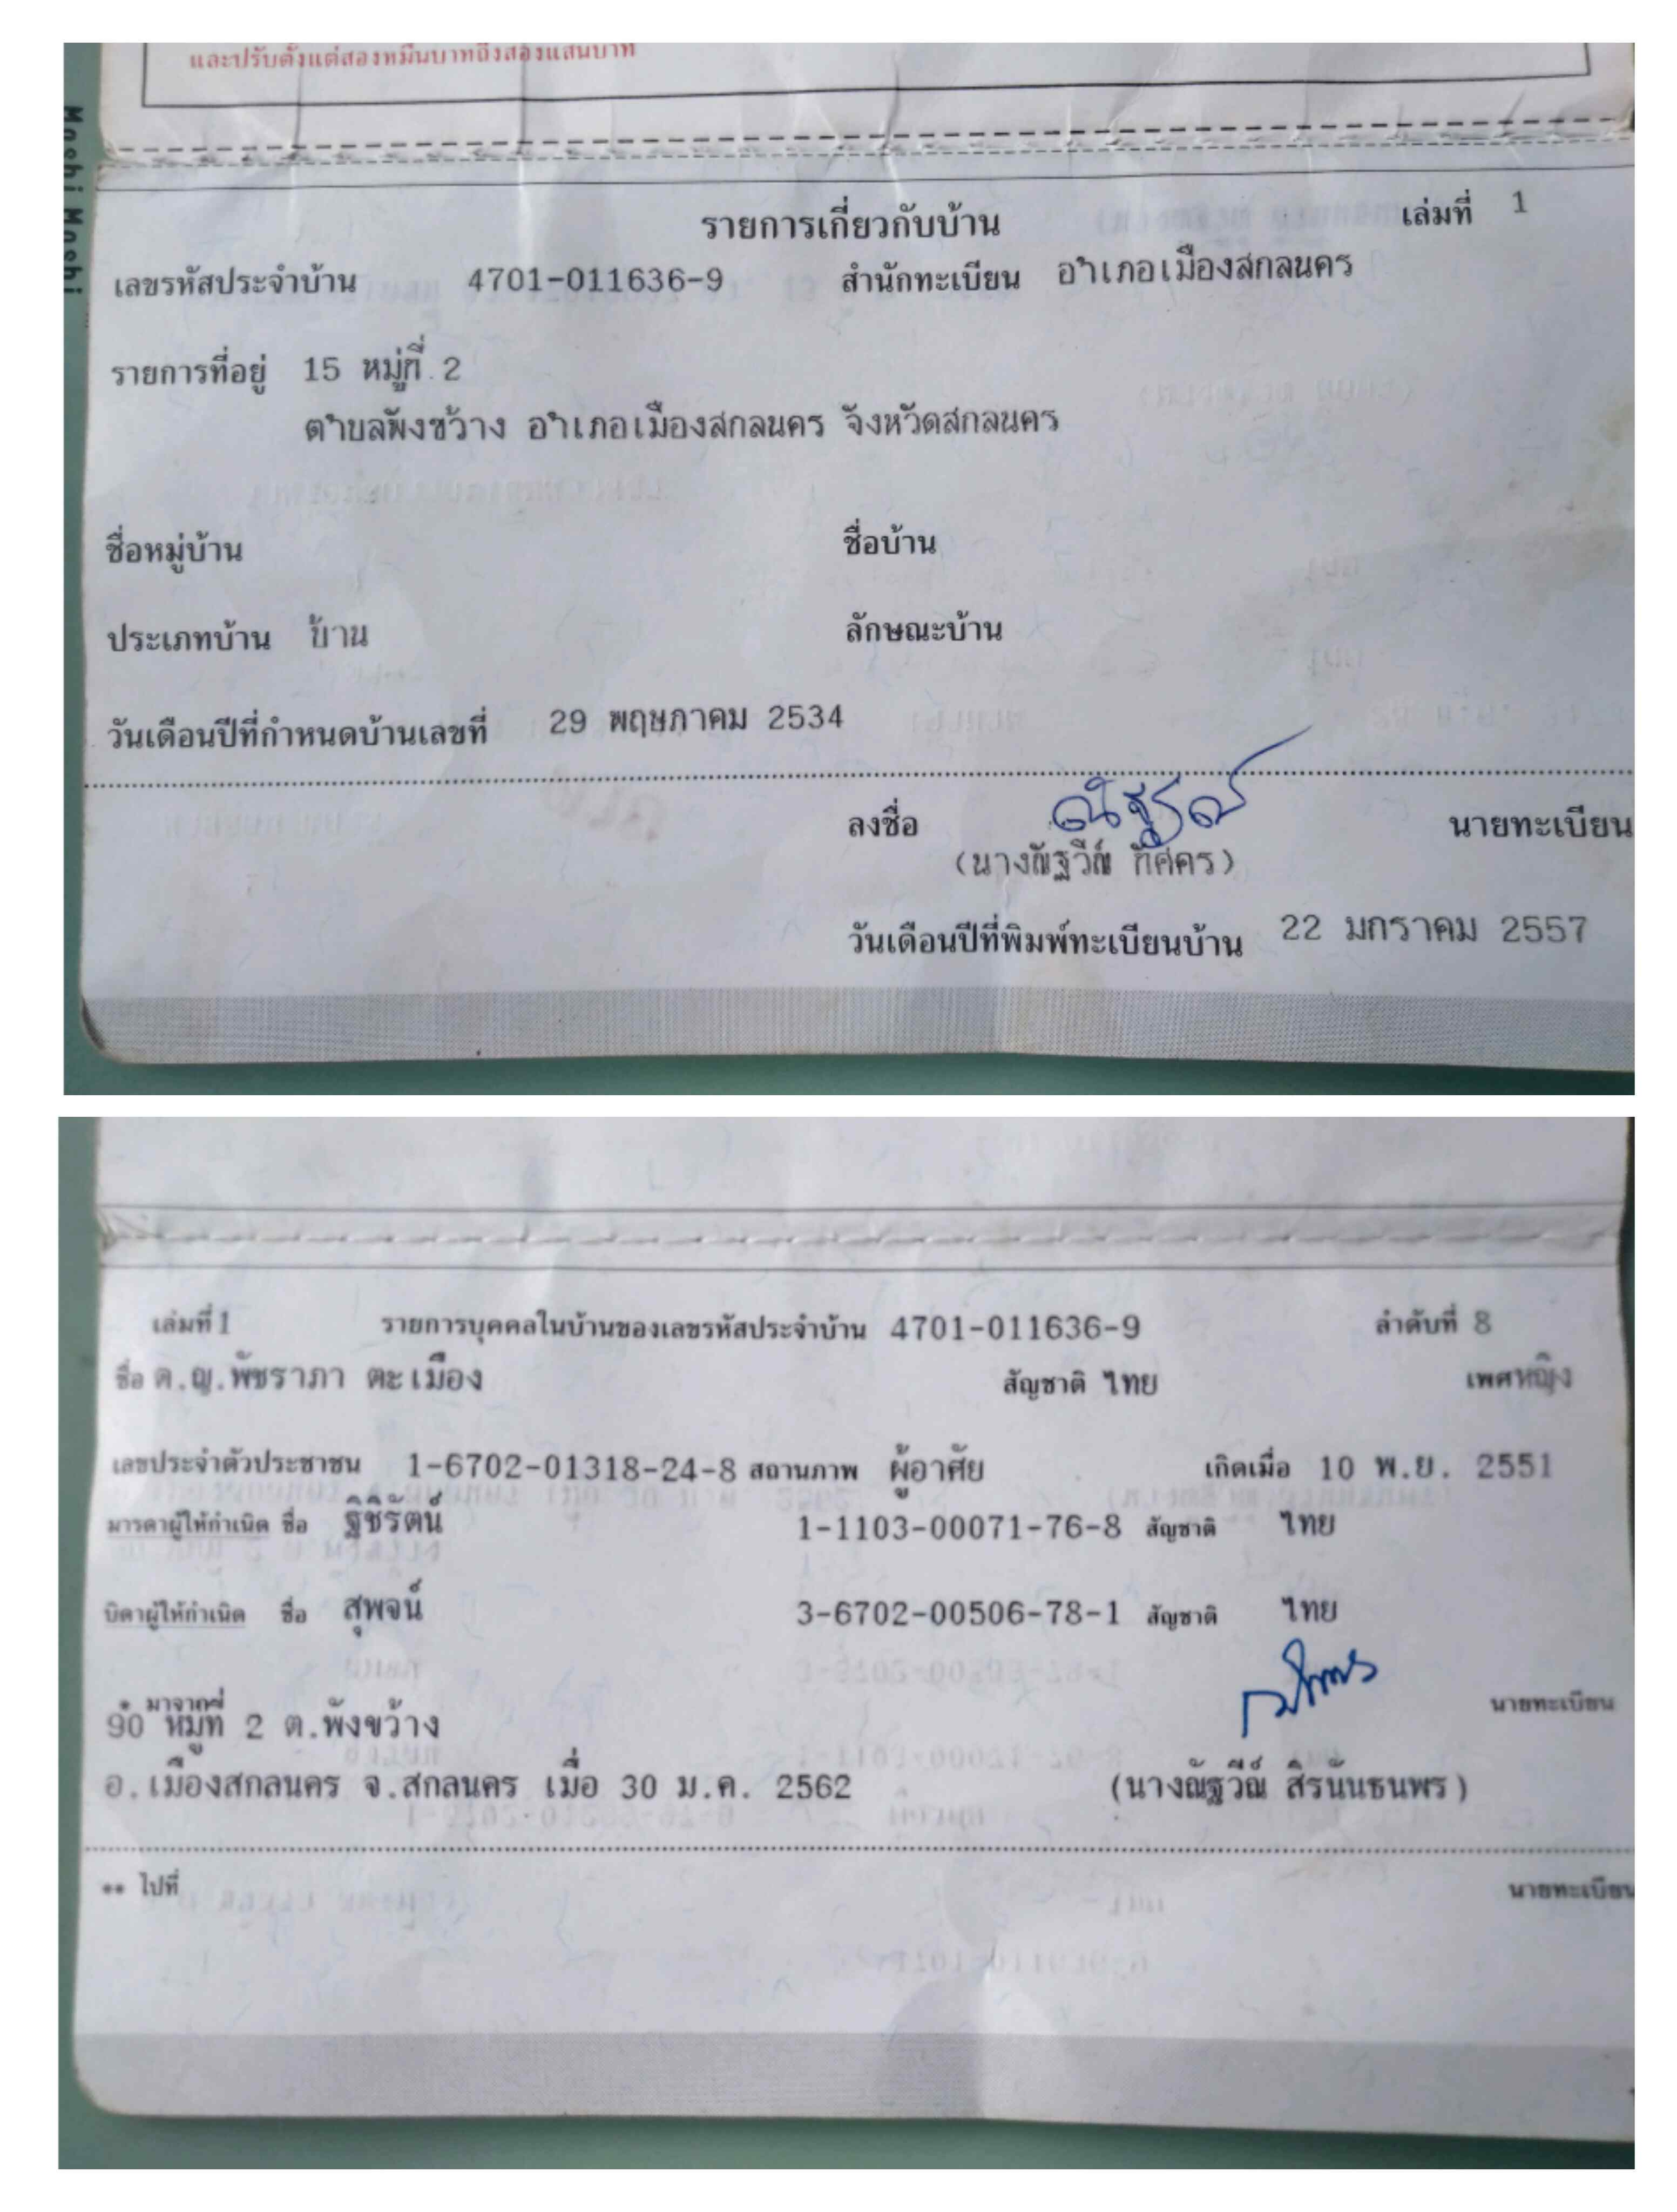 และปรับตั้งแต่สองหมื่นบาทถึงสองแสนบาท
Moshi Moshi
รายการเกี่ยวกับบ้าน เล่มที่ 1
เลขรหัสประจำบ้าน 4701-011636-9 สำนักทะเบียน อำเภอเมืองสกลนคร
รายการที่อยู่ 15 หมู่ที่ 2
ตำบลพังขว้าง อำเภอเมืองสกลนคร จังหวัดสกลนคร
ชื่อหมู่บ้าน ชื่อบ้าน
ประเภทบ้าน บ้าน ลักษณะบ้าน
วันเดือนปีที่กำหนดบ้านเลขที่ 29 พฤษภาคม 2534
ลงชื่อ นายทะเบียน
(นางณัฐวีณ์ ทัศคร)
วันเดือนปีที่พิมพ์ทะเบียนบ้าน 22 มกราคม 2557
เล่มที่ 1 รายการบุคคลในบ้านของเลขรหัสประจำบ้าน 4701-011636-9 ลำดับที่ 8
ชื่อ ด.ญ.พัชราภา ตะเมือง สัญชาติ ไทย เพศ หญิง
เลขประจำตัวประชาชน 1-6702-01318-24-8 สถานภาพ ผู้อาศัย เกิดเมื่อ 10 พ.ย. 2551
มารดาผู้ให้กำเนิด ชื่อ ฐิชิรัตน์ 1-1103-00071-76-8 สัญชาติ ไทย
บิดาผู้ให้กำเนิด ชื่อ สุพจน์ 3-6702-00506-78-1 สัญชาติ ไทย
* มาจากที่ นายทะเบียน
90 หมู่ที่ 2 ต.พังขว้าง
อ.เมืองสกลนคร จ.สกลนคร เมื่อ 30 ม.ค. 2562 (นางณัฐวีณ์ สิรนันธนพร)
** ไปที่ นายทะเบียน